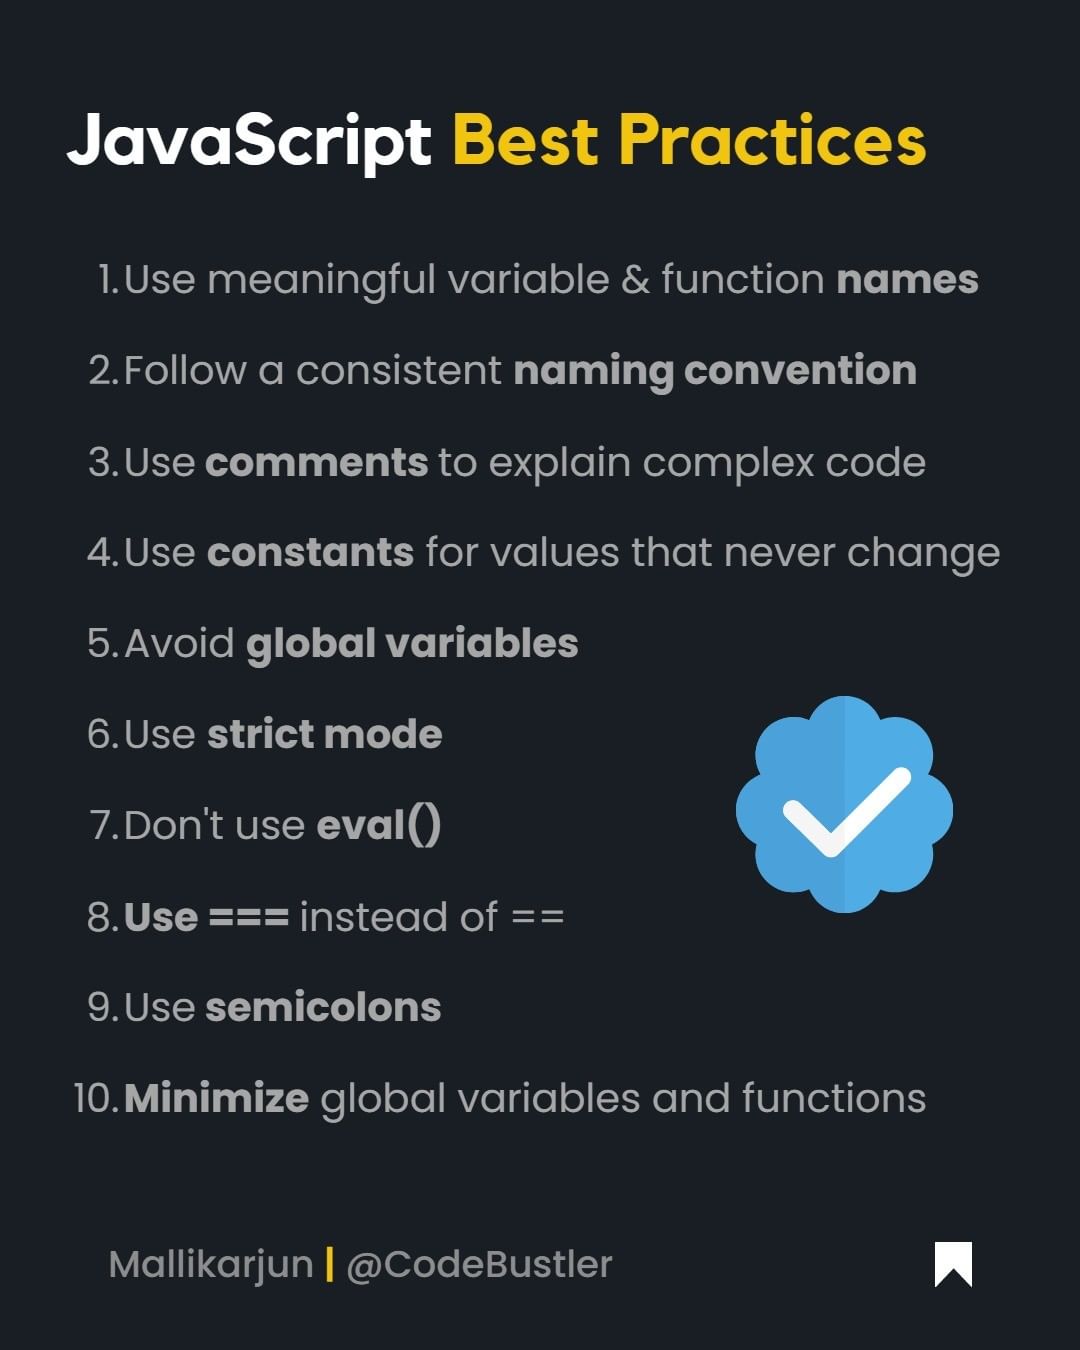 JavaScript Best Practices
1. Use meaningful variable & function names
2. Follow a consistent naming convention
3. Use comments to explain complex code
4. Use constants for values that never change
5. Avoid global variables
6. Use strict mode
7. Don't use eval()
8. Use === instead of ==
9. Use semicolons
10. Minimize global variables and functions
Mallikarjun | @CodeBustler